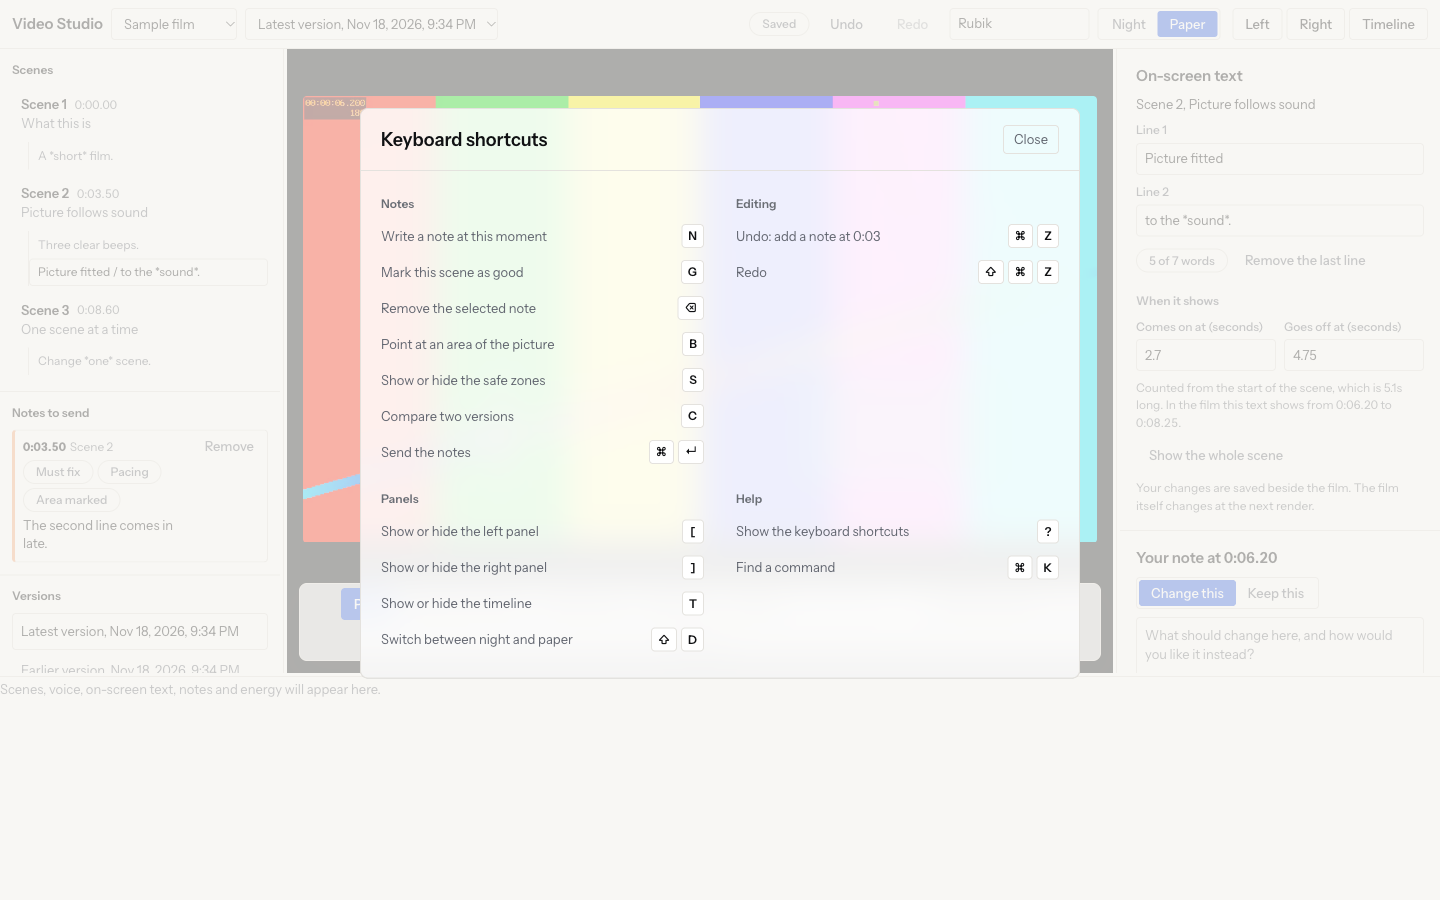 Video Studio
Sample film
Latest version, Nov 18, 2026, 9:34 PM
Saved
Undo
Redo
Rubik
Night
Paper
Left
Right
Timeline
Scenes
Scene 1 0:00.00
What this is
A *short* film.
Scene 2 0:03.50
Picture follows sound
Three clear beeps.
Picture fitted / to the *sound*.
Scene 3 0:08.60
One scene at a time
Change *one* scene.
Notes to send
0:03.50 Scene 2
Remove
Must fix
Pacing
Area marked
The second line comes in
late.
Versions
Latest version, Nov 18, 2026, 9:34 PM
Earlier version, Nov 18, 2026, 9:34 PM
00:00:06.200
Keyboard shortcuts
Close
Notes
Write a note at this moment N
Mark this scene as good G
Remove the selected note ⌫
Point at an area of the picture B
Show or hide the safe zones S
Compare two versions C
Send the notes ⌘ ↵
Editing
Undo: add a note at 0:03 ⌘ Z
Redo ⇧ ⌘ Z
Panels
Show or hide the left panel [
Show or hide the right panel ]
Show or hide the timeline T
Switch between night and paper ⇧ D
Help
Show the keyboard shortcuts ?
Find a command ⌘ K
On-screen text
Scene 2, Picture follows sound
Line 1
Picture fitted
Line 2
to the *sound*.
5 of 7 words
Remove the last line
When it shows
Comes on at (seconds)
Goes off at (seconds)
2.7
4.75
Counted from the start of the scene, which is 5.1s
long. In the film this text shows from 0:06.20 to
0:08.25.
Show the whole scene
Your changes are saved beside the film. The film
itself changes at the next render.
Your note at 0:06.20
Change this
Keep this
What should change here, and how would
you like it instead?
Scenes, voice, on-screen text, notes and energy will appear here.